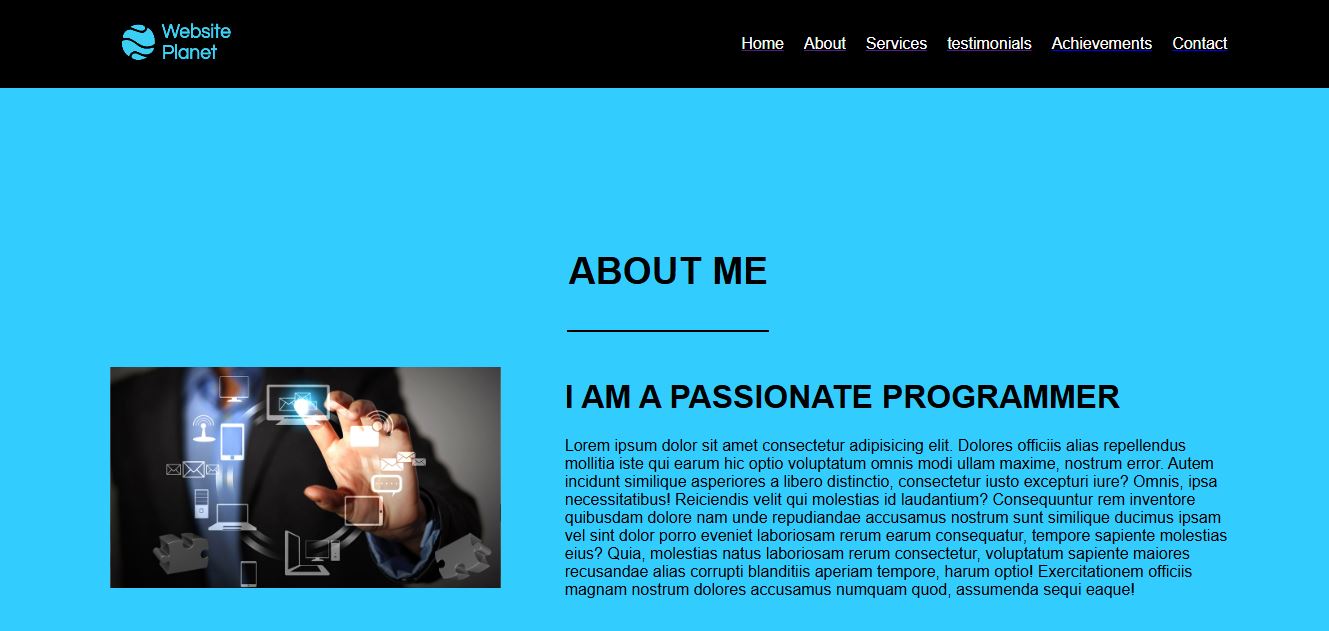 Website
Planet
Home About Services testimonials Achievements Contact
ABOUT ME
I AM A PASSIONATE PROGRAMMER
Lorem ipsum dolor sit amet consectetur adipisicing elit. Dolores officiis alias repellendus
mollitia iste qui earum hic optio voluptatum omnis modi ullam maxime, nostrum error. Autem
incidunt similique asperiores a libero distinctio, consectetur iusto excepturi iure? Omnis, ipsa
necessitatibus! Reiciendis velit qui molestias id laudantium? Consequuntur rem inventore
quibusdam dolore nam unde repudiandae accusamus nostrum sunt similique ducimus ipsam
vel sint dolor porro eveniet laboriosam rerum earum consequatur, tempore sapiente molestias
eius? Quia, molestias natus laboriosam rerum consectetur, voluptatum sapiente maiores
recusandae alias corrupti blanditiis aperiam tempore, harum optio! Exercitationem officiis
magnam nostrum dolores accusamus numquam quod, assumenda sequi eaque!